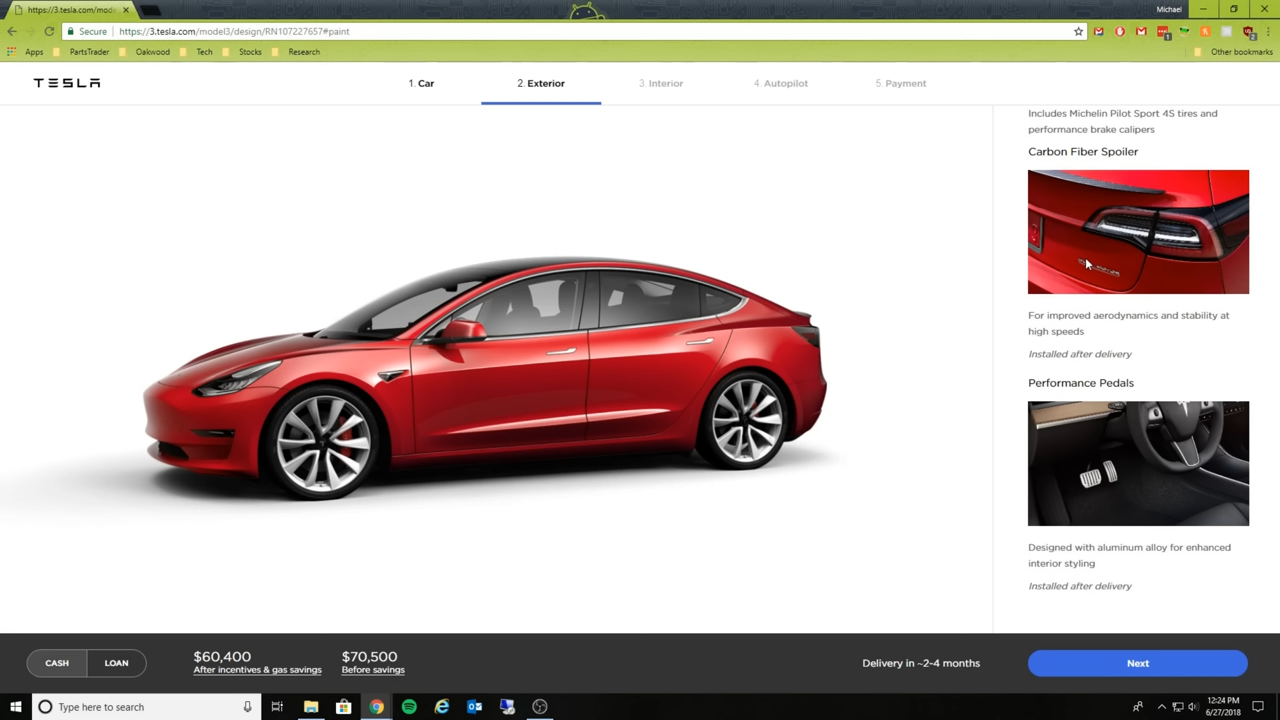 https://3.tesla.com/mode
Michael
Secure
https://3.tesla.com/model3/design/RN107227657#paint
Apps
PartsTrader
Oakwood
Tech
Stocks
Research
Other bookmarks
TESLA
1. Car
2. Exterior
3. Interior
4. Autopilot
5. Payment
Includes Michelin Pilot Sport 4S tires and
performance brake calipers
Carbon Fiber Spoiler
For improved aerodynamics and stability at
high speeds
Installed after delivery
Performance Pedals
Designed with aluminum alloy for enhanced
interior styling
Installed after delivery
CASH
LOAN
$60,400
After incentives & gas savings
$70,500
Before savings
Delivery in ~2-4 months
Next
Type here to search
12:24 PM
6/27/2018